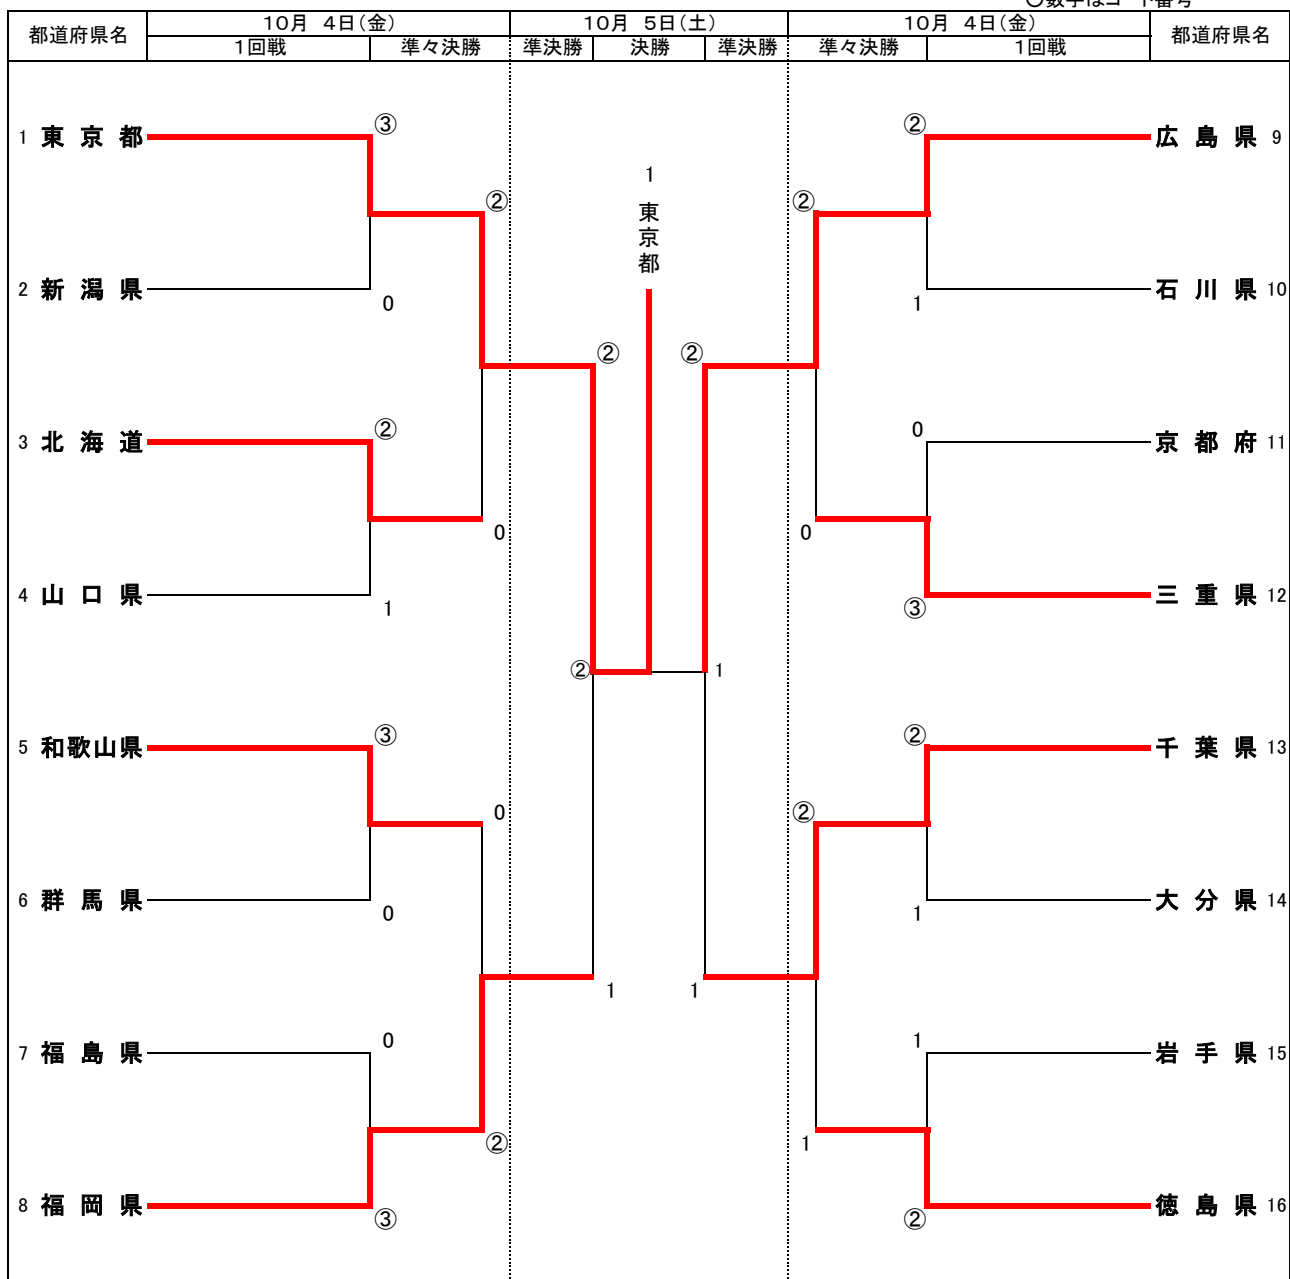 ○数字はコート番号
都道府県名 10月 4日(金) 10月 5日(土) 10月 4日(金) 都道府県名
1回戦 準々決勝 準決勝 決勝 準決勝 準々決勝 1回戦
1 東京都 ③ ② 広島県 9
1
② ②
東京都
2 新潟県 0 1 石川県 10
② ②
3 北海道 ② 0 京都府 11
0 0
4 山口県 1 ③ 三重県 12
② 1
5 和歌山県 ③ ② 千葉県 13
0 ②
6 群馬県 0 1 大分県 14
1 1
7 福島県 0 1 岩手県 15
② 1
8 福岡県 ③ ② 徳島県 16